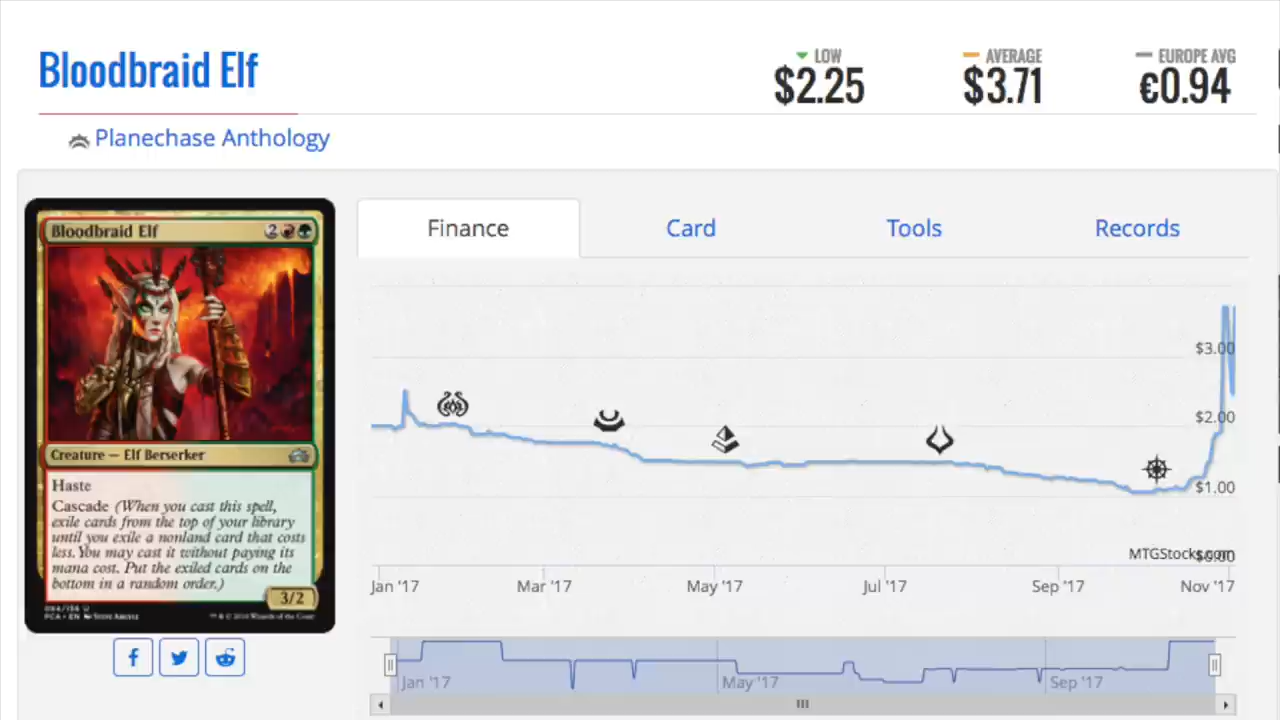 Bloodbraid Elf
LOW
$2.25
AVERAGE
$3.71
EUROPE AVG
€0.94
Planechase Anthology
Finance
Card
Tools
Records
Bloodbraid Elf
2
Creature — Elf Berserker
Haste
Cascade (When you cast this spell,
exile cards from the top of your library
until you exile a nonland card that costs
less. You may cast it without paying its
mana cost. Put the exiled cards on the
bottom in a random order.)
3/2
$3.00
$2.00
$1.00
$0.00
MTGStocks.com
Jan '17
Mar '17
May '17
Jul '17
Sep '17
Nov '17
Jan '17
May '17
Sep '17